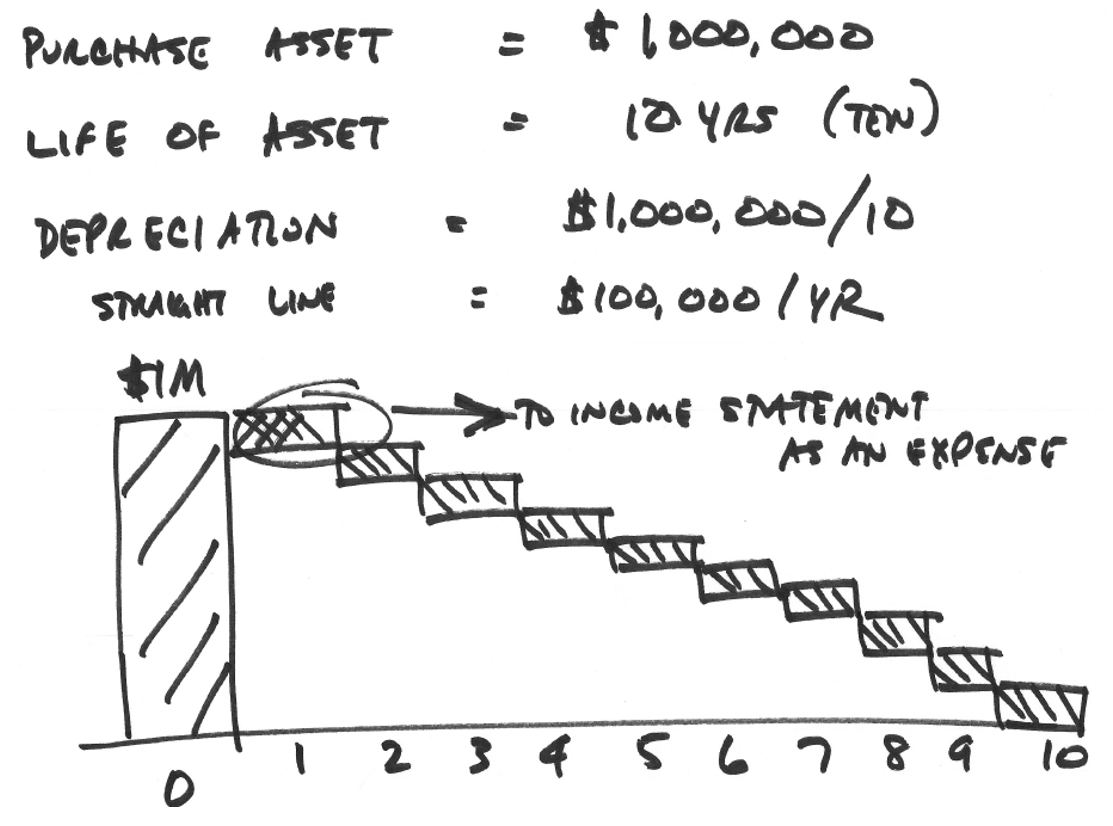 PURCHASE ASSET = $1,000,000
LIFE OF ASSET = 10 YRS (TEN)
DEPRECIATION = $1,000,000/10
STRAIGHT LINE = $100,000/YR
$1M
TO INCOME STATEMENT
AS AN EXPENSE
0 1 2 3 4 5 6 7 8 9 10